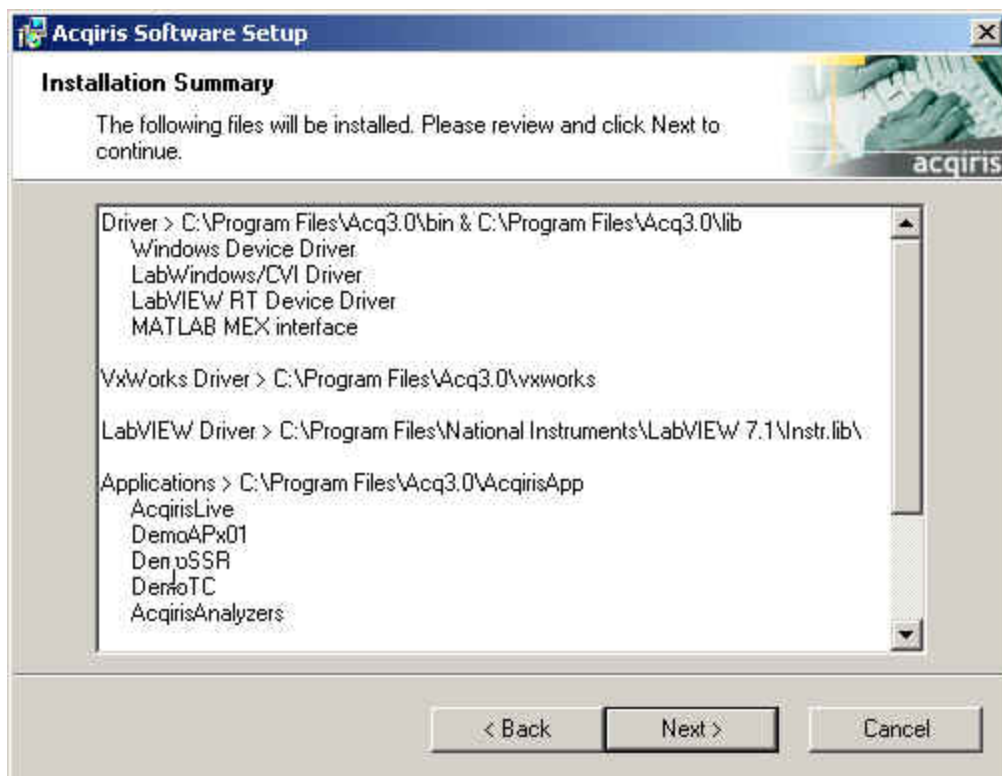 Acqiris Software Setup
Installation Summary
The following files will be installed. Please review and click Next to
continue.
acqiris
Driver > C:\Program Files\Acq3.0\bin & C:\Program Files\Acq3.0\lib
Windows Device Driver
LabWindows/CVI Driver
LabVIEW RT Device Driver
MATLAB MEX interface
VxWorks Driver > C:\Program Files\Acq3.0\vxworks
LabVIEW Driver > C:\Program Files\National Instruments\LabVIEW 7.1\Instr.lib\
Applications > C:\Program Files\Acq3.0\AcqirisApp
AcqirisLive
DemoAPx01
DemoSSR
DemoTC
AcqirisAnalyzers
< Back
Next >
Cancel